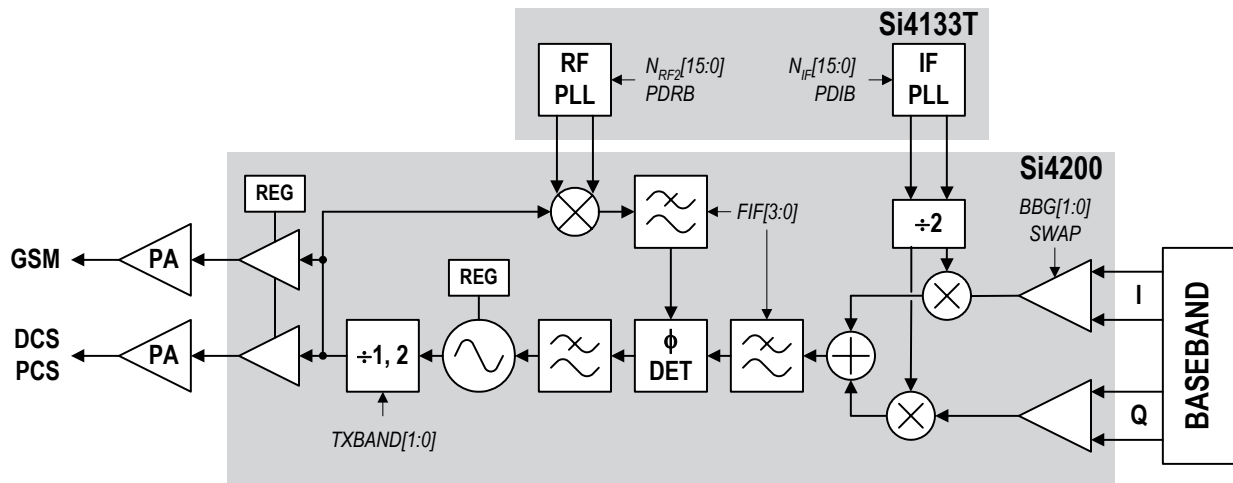 Si4133T
RF
PLL
N_RF2[15:0]
PDRB
N_IF[15:0]
PDIB
IF
PLL
Si4200
REG
FIF[3:0]
÷2
BBG[1:0]
SWAP
GSM
PA
REG
I
DCS
PCS
PA
÷1, 2
ϕ
DET
Q
BASEBAND
TXBAND[1:0]